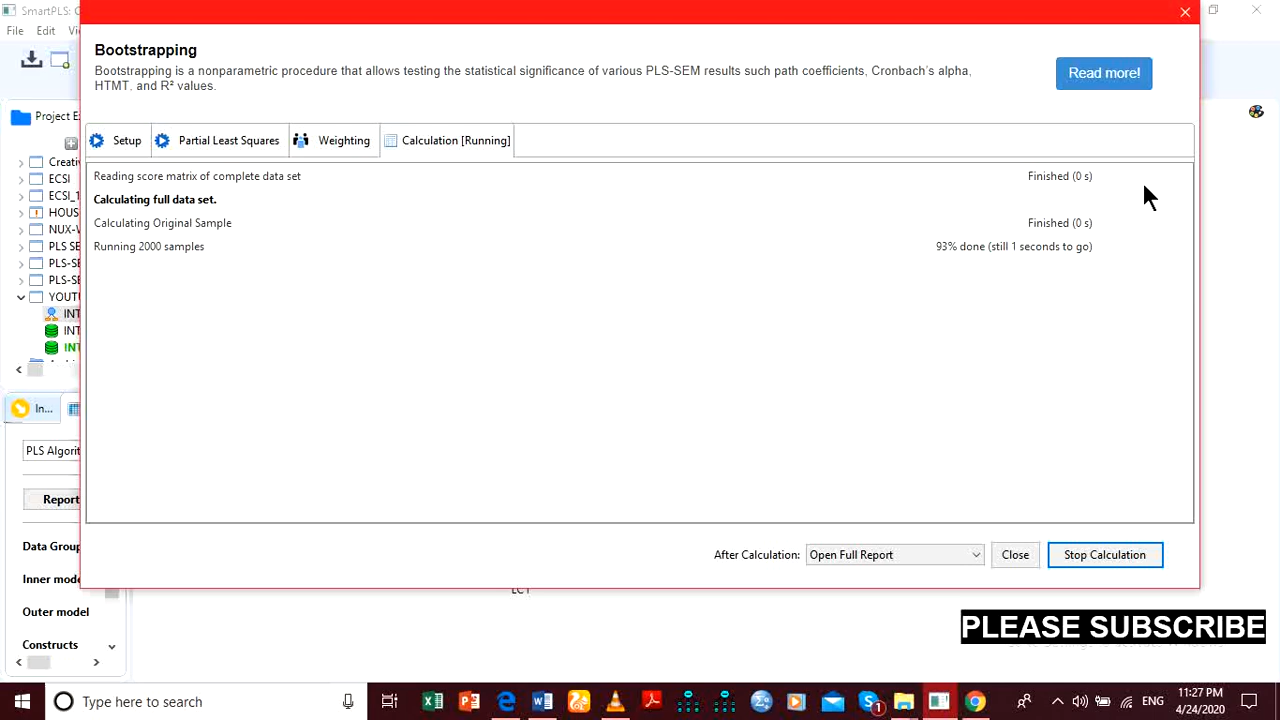 SmartPLS: C
File Edit Vi
Bootstrapping
Bootstrapping is a nonparametric procedure that allows testing the statistical significance of various PLS-SEM results such path coefficients, Cronbach's alpha,
HTMT, and R² values.
Read more!
Project Ex
Setup Partial Least Squares Weighting Calculation [Running]
Creati
ECSI
ECSI_1
HOUS
NUX-W
PLS SE
PLS-SE
PLS-SE
YOUTU
INT
INT
INT
Reading score matrix of complete data set Finished (0 s)
Calculating full data set.
Calculating Original Sample Finished (0 s)
Running 2000 samples 93% done (still 1 seconds to go)
In...
PLS Algorit
Report
Data Group
Inner mode
Outer model
Constructs
After Calculation: Open Full Report Close Stop Calculation
PLEASE SUBSCRIBE
Type here to search
1
ENG
11:27 PM
4/24/2020